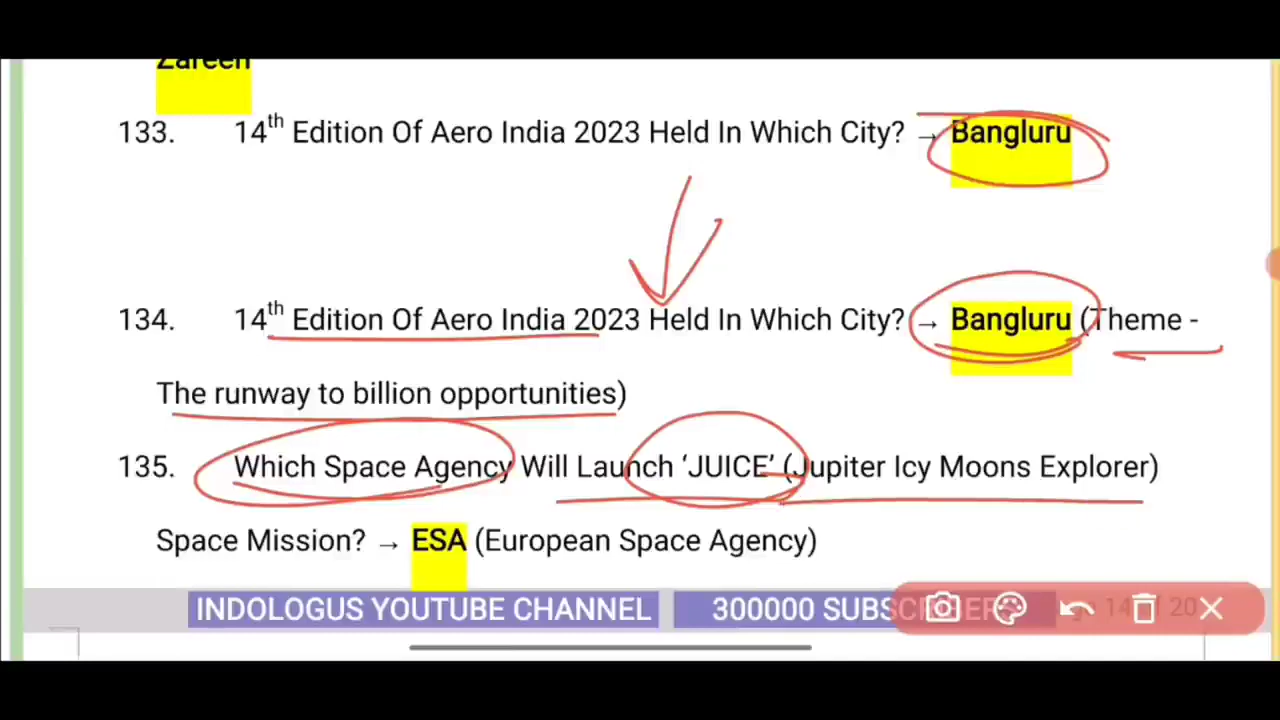 Zareen
133. 14th Edition Of Aero India 2023 Held In Which City? → Bangluru
134. 14th Edition Of Aero India 2023 Held In Which City? → Bangluru (Theme -
The runway to billion opportunities)
135. Which Space Agency Will Launch ‘JUICE’ (Jupiter Icy Moons Explorer)
Space Mission? → ESA (European Space Agency)
INDOLOGUS YOUTUBE CHANNEL 300000 SUBSCRIBERS